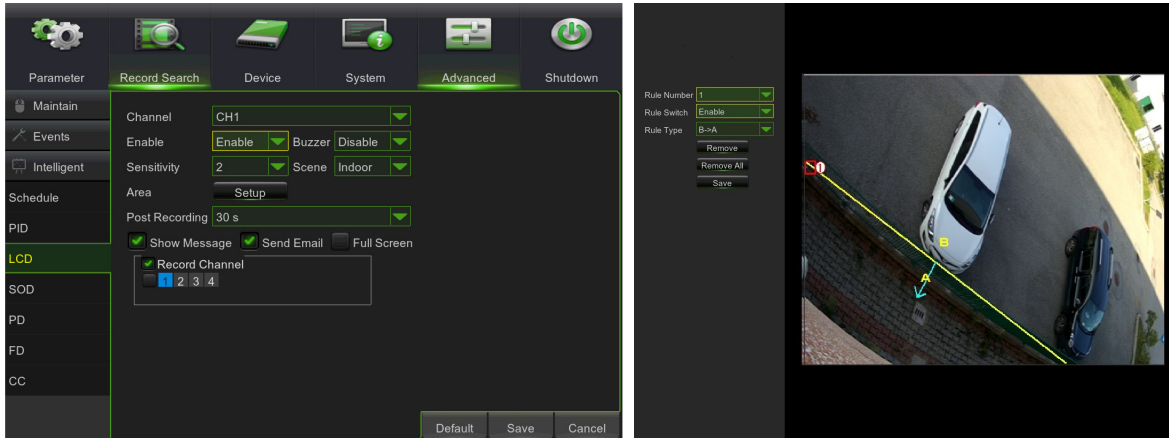 Parameter Record Search Device System Advanced Shutdown
Maintain
Events
Intelligent
Schedule
PID
LCD
SOD
PD
FD
CC
Channel CH1
Enable Enable Buzzer Disable
Sensitivity 2 Scene Indoor
Area Setup
Post Recording 30 s
Show Message Send Email Full Screen
Record Channel
1 2 3 4
Default Save Cancel
Rule Number 1
Rule Switch Enable
Rule Type B->A
Remove
Remove All
Save
1
B
A